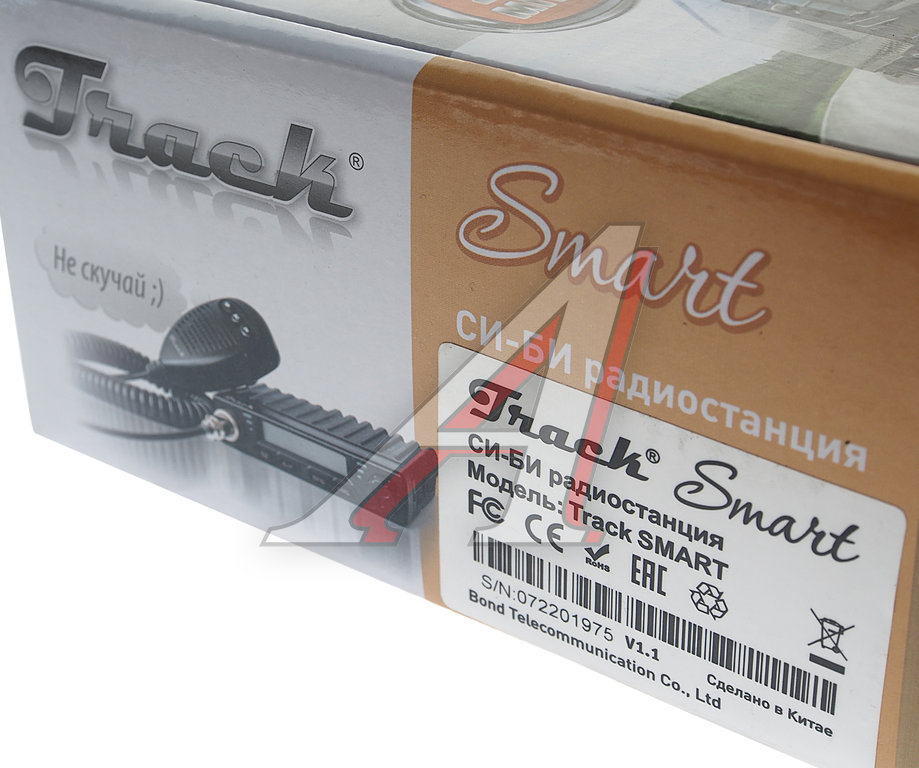 Track®
Не скучай ;)
Smart
СИ-БИ радиостанция
Track® Smart
СИ-БИ радиостанция
Модель: Track SMART
FC CE RoHS EAC
S/N:072201975 V1.1
Bond Telecommunication Co., Ltd
Сделано в Китае